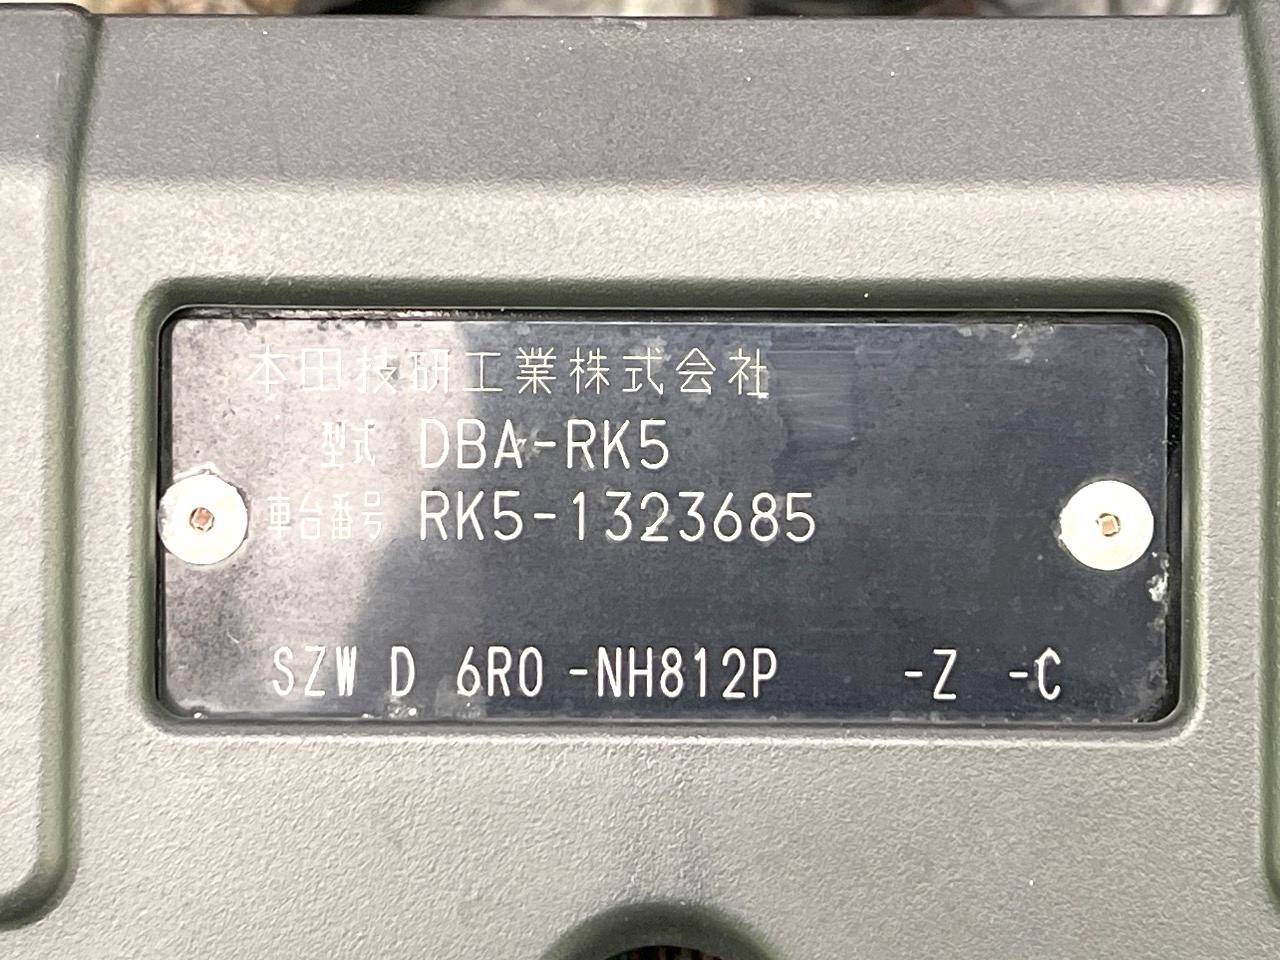 本田技研工業株式会社
型式 DBA-RK5
車台番号 RK5-1323685
SZW D 6R0 -NH812P -Z -C